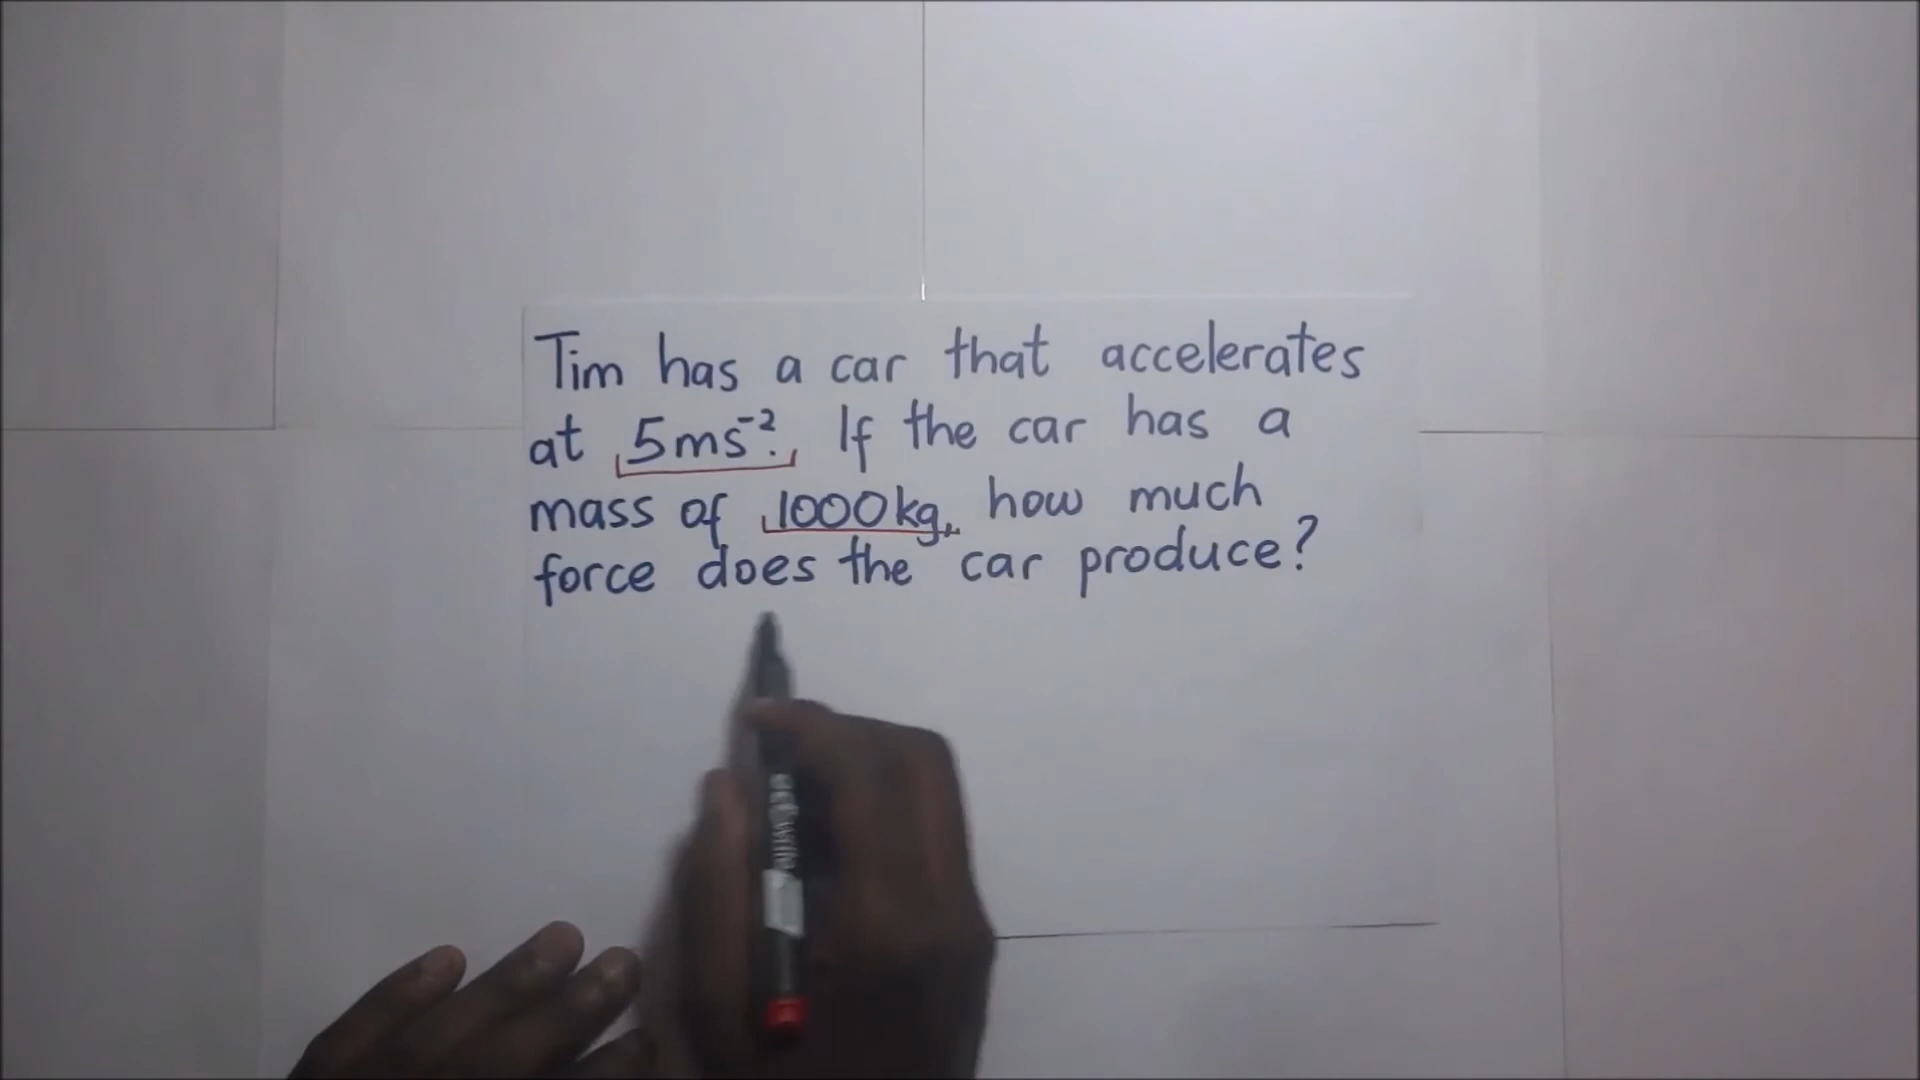 Tim has a car that accelerates
at 5ms⁻². If the car has a
mass of 1000kg, how much
force does the car produce?